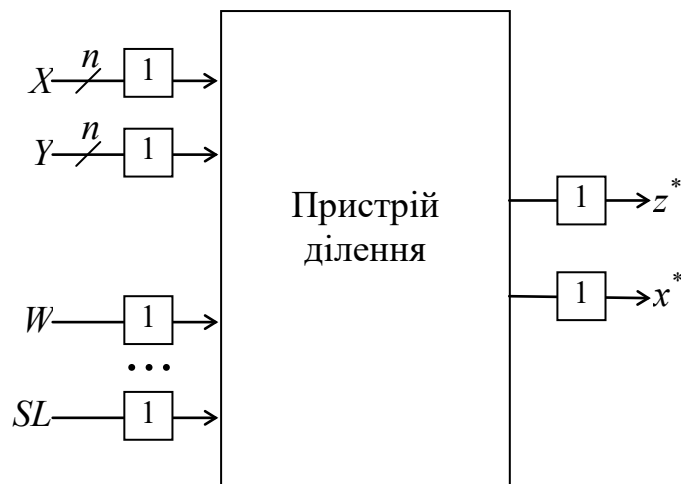 n
X 1
n
Y 1
Пристрій
ділення
1 z*
1 x*
W 1
...
SL 1